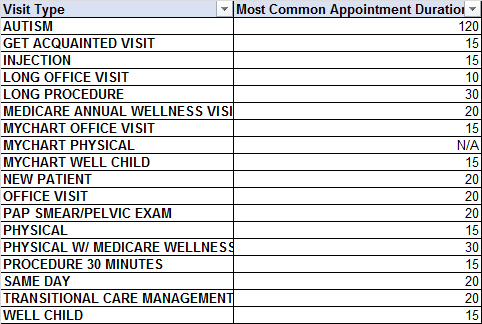 Visit Type Most Common Appointment Duration
AUTISM 120
GET ACQUAINTED VISIT 15
INJECTION 15
LONG OFFICE VISIT 10
LONG PROCEDURE 30
MEDICARE ANNUAL WELLNESS VISI 20
MYCHART OFFICE VISIT 15
MYCHART PHYSICAL N/A
MYCHART WELL CHILD 15
NEW PATIENT 20
OFFICE VISIT 20
PAP SMEAR/PELVIC EXAM 20
PHYSICAL 15
PHYSICAL W/ MEDICARE WELLNESS 30
PROCEDURE 30 MINUTES 15
SAME DAY 20
TRANSITIONAL CARE MANAGEMENT 20
WELL CHILD 15